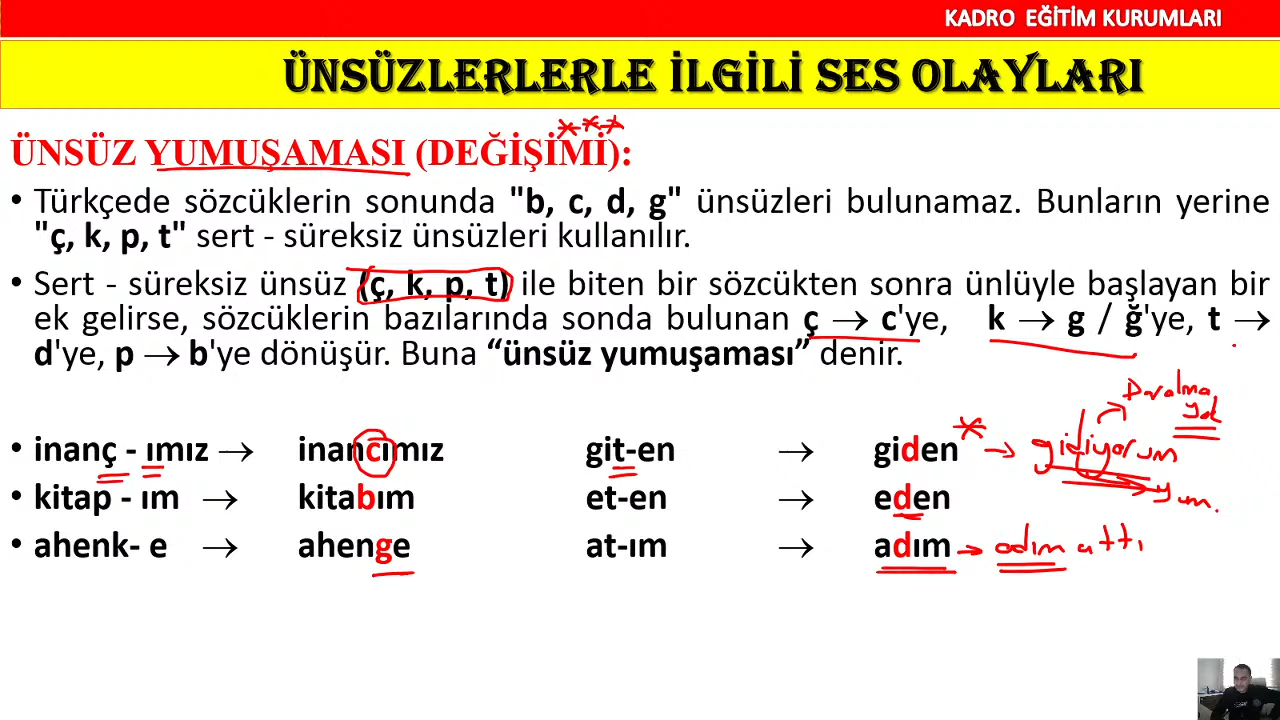 KADRO EĞİTİM KURUMLARI
ÜNSÜZLERLERLE İLGİLİ SES OLAYLARI
ÜNSÜZ YUMUŞAMASI (DEĞİŞİMİ):
• Türkçede sözcüklerin sonunda "b, c, d, g" ünsüzleri bulunamaz. Bunların yerine
"ç, k, p, t" sert - süreksiz ünsüzleri kullanılır.
• Sert - süreksiz ünsüz (ç, k, p, t) ile biten bir sözcükten sonra ünlüyle başlayan bir
ek gelirse, sözcüklerin bazılarında sonda bulunan ç → c'ye, k → g / ğ'ye, t →
d'ye, p → b'ye dönüşür. Buna “ünsüz yumuşaması” denir.
Daralma
yok
• inanç - ımız → inancımız git-en → giden → gidiyorum
• kitap - ım → kitabım et-en → eden yum.
• ahenk- e → ahenge at-ım → adım → adım attı